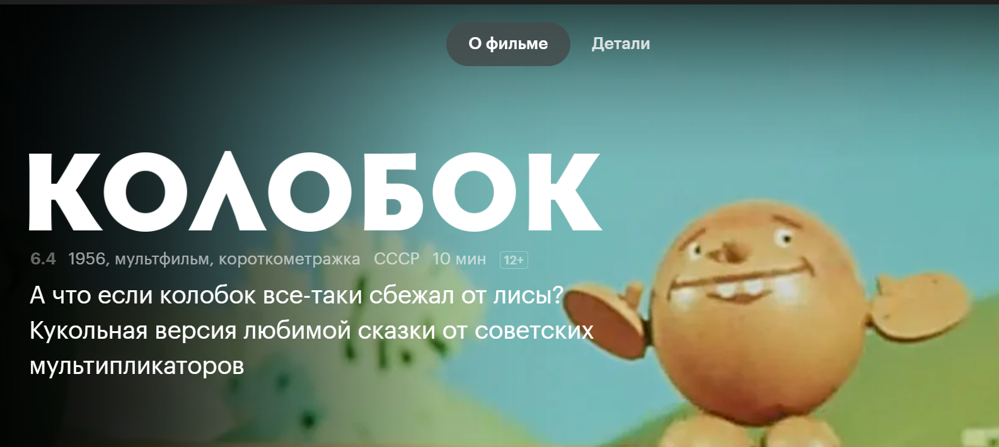 О фильме Детали
КОЛОБОК
6.4 1956, мультфильм, короткометражка СССР 10 мин 12+
А что если колобок все-таки сбежал от лисы?
Кукольная версия любимой сказки от советских
мультипликаторов